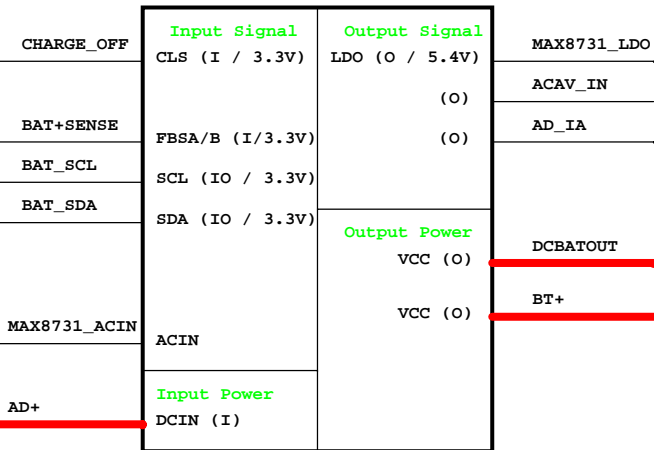 Input Signal
Output Signal
CHARGE_OFF
CLS (I / 3.3V)
LDO (O / 5.4V)
MAX8731_LDO
ACAV_IN
(O)
BAT+SENSE
FBSA/B (I/3.3V)
(O)
AD_IA
BAT_SCL
SCL (IO / 3.3V)
BAT_SDA
SDA (IO / 3.3V)
Output Power
VCC (O)
DCBATOUT
VCC (O)
BT+
MAX8731_ACIN
ACIN
Input Power
AD+
DCIN (I)